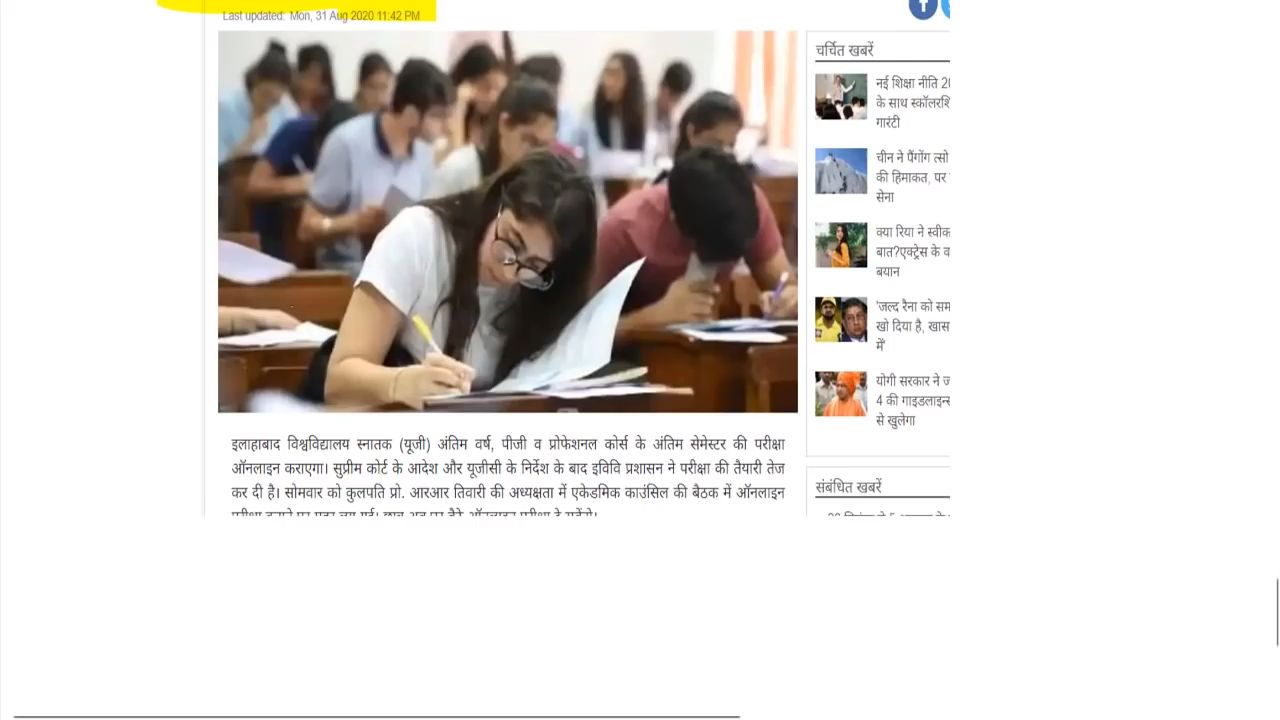 Last updated: Mon, 31 Aug 2020 11:42 PM
इलाहाबाद विश्वविद्यालय स्नातक (यूजी) अंतिम वर्ष, पीजी व प्रोफेशनल कोर्स के अंतिम सेमेस्टर की परीक्षा
ऑनलाइन कराएगा। सुप्रीम कोर्ट के आदेश और यूजीसी के निर्देश के बाद इविवि प्रशासन ने परीक्षा की तैयारी तेज
कर दी है। सोमवार को कुलपति प्रो. आरआर तिवारी की अध्यक्षता में एकेडमिक काउंसिल की बैठक में ऑनलाइन
चर्चित खबरें
नई शिक्षा नीति 20
के साथ स्कॉलरशि
गारंटी
चीन ने पैंगोंग त्सो
की हिमाकत, पर
सेना
क्या रिया ने स्वीक
बात?एक्ट्रेस के व
बयान
'जल्द रैना को सम
खो दिया है, खास
में'
योगी सरकार ने ज
4 की गाइडलाइन्स
से खुलेगा
संबंधित खबरें